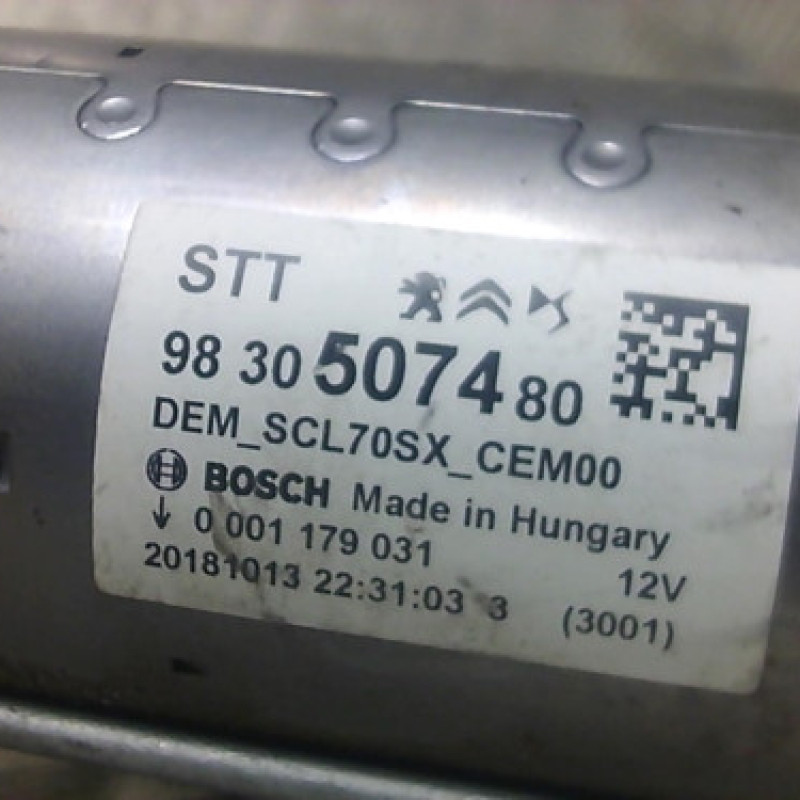 STT
98 30 5074 80
DEM_SCL70SX_CEM00
BOSCH Made in Hungary
↓ 0 001 179 031 12V
20181013 22:31:03 3 (3001)